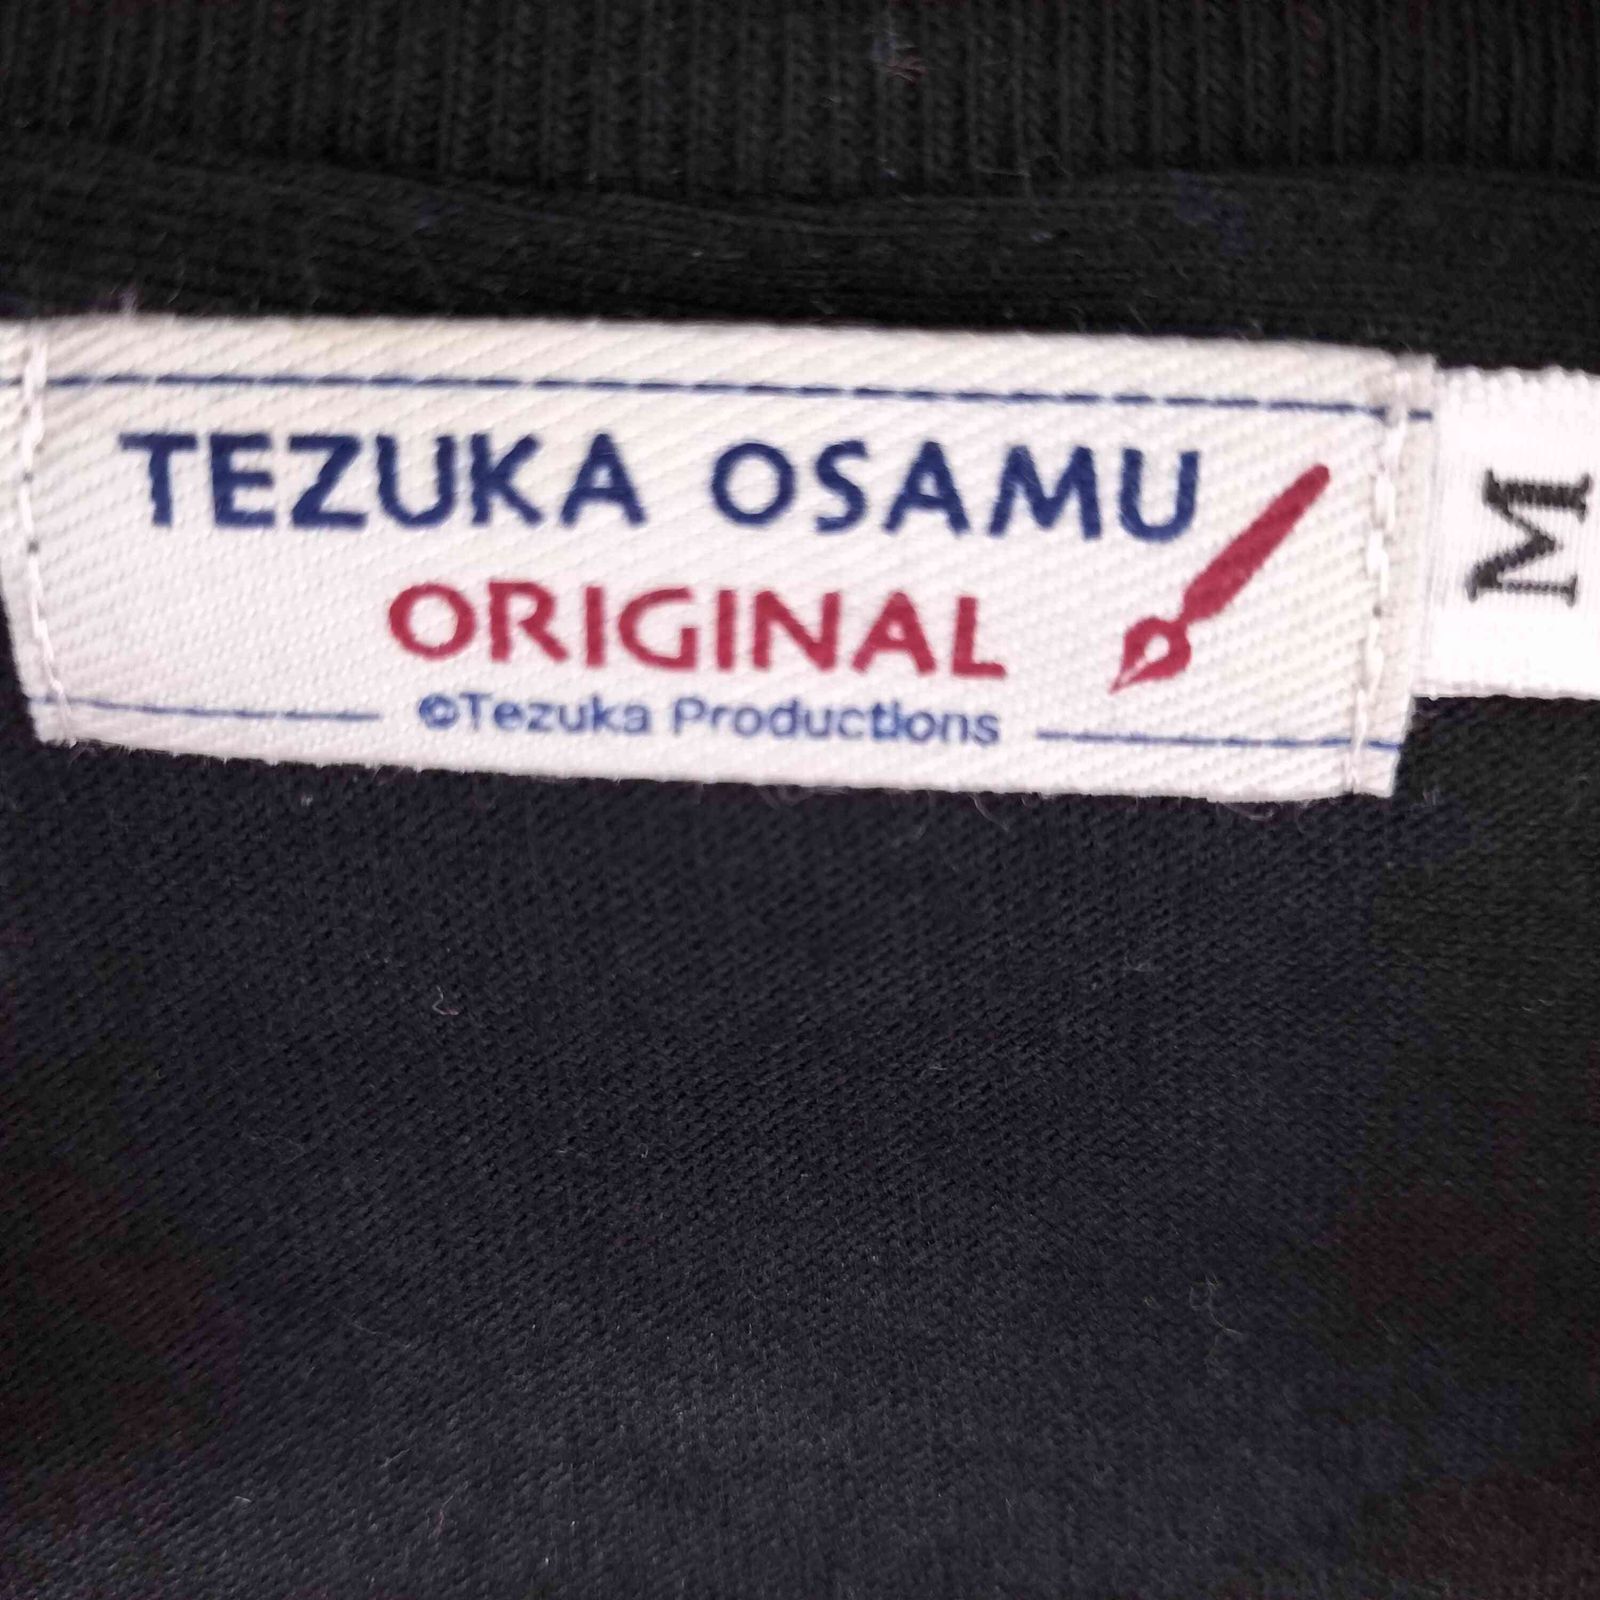 TEZUKA OSAMU
ORIGINAL
©Tezuka Productions
M